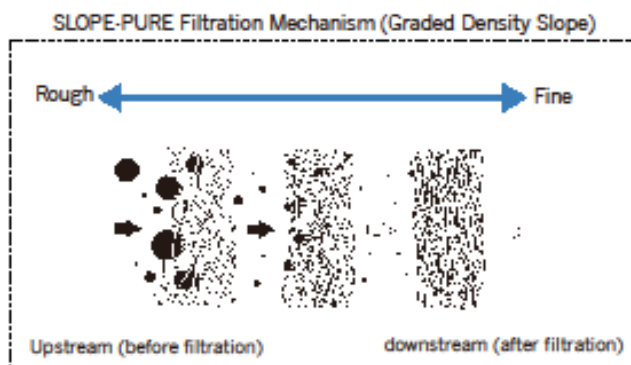 SLOPE-PURE Filtration Mechanism (Graded Density Slope)
Rough
Fine
Upstream (before filtration)
downstream (after filtration)